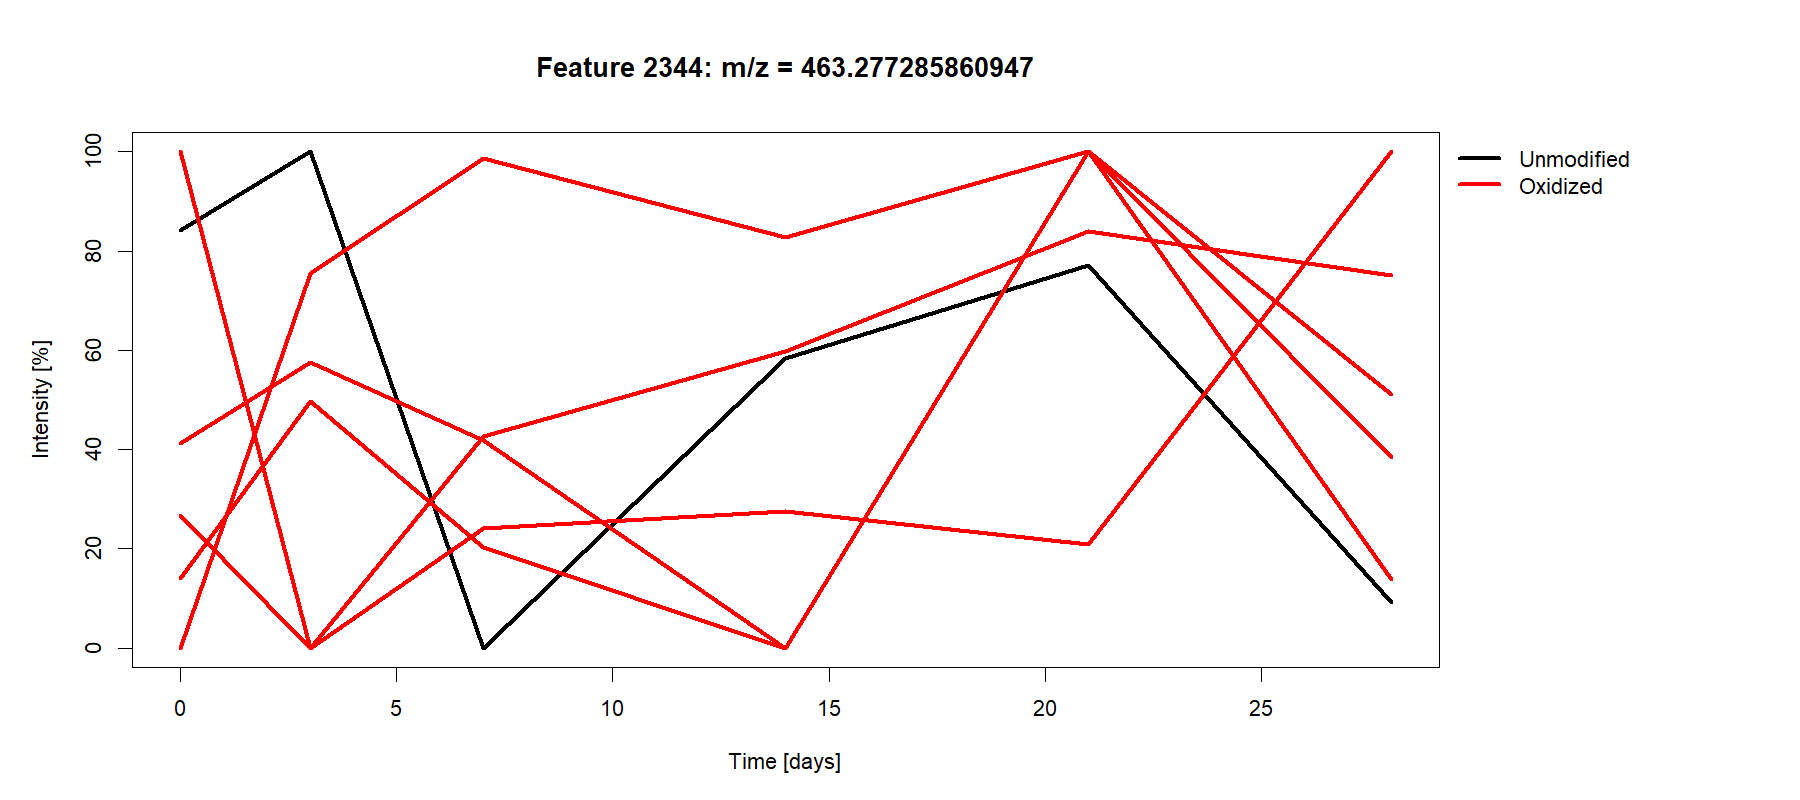 Feature 2344: m/z = 463.277285860947
Unmodified
Oxidized
Intensity [%]
100
80
60
40
20
0
0 5 10 15 20 25
Time [days]